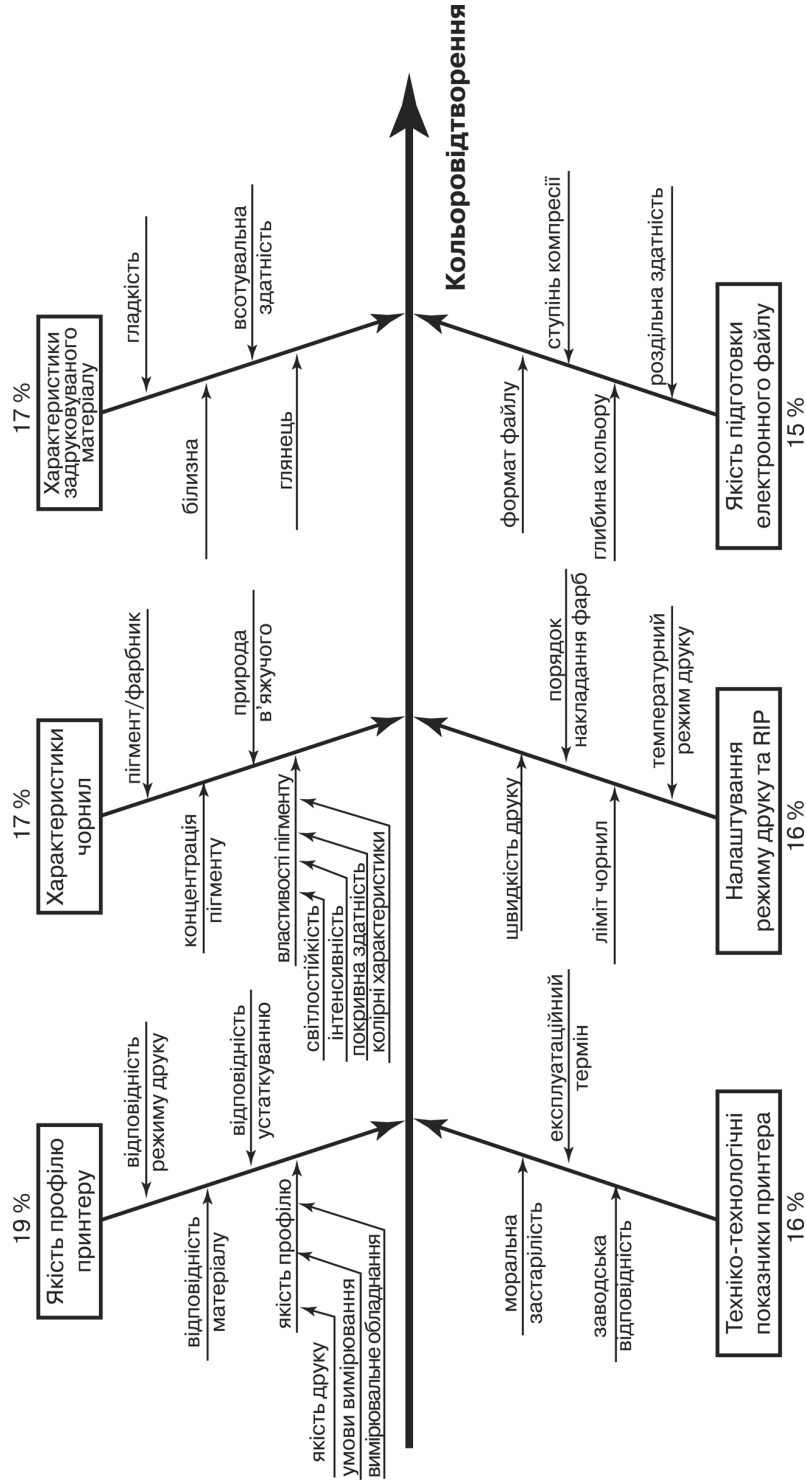 19 %
Якість профілю
принтеру
відповідність
режиму друку
відповідність
матеріалу
відповідність
устаткуванню
якість профілю
якість друку
умови вимірювання
вимірювальне обладнання
17 %
Характеристики
чорнил
пігмент/фарбник
концентрація
пігменту
природа
в’яжучого
властивості пігменту
світлостійкість
інтенсивність
покривна здатність
колірні характеристики
17 %
Характеристики
задруковуваного
матеріалу
гладкість
білизна
всотувальна
здатність
глянець
Кольоровідтворення
моральна
застарілість
експлуатаційний
термін
заводська
відповідність
Техніко-технологічні
показники принтера
16 %
швидкість друку
порядок
накладання фарб
ліміт чорнил
температурний
режим друку
Налаштування
режиму друку та RIP
16 %
формат файлу
ступінь компресії
глибина кольору
роздільна здатність
Якість підготовки
електронного файлу
15 %